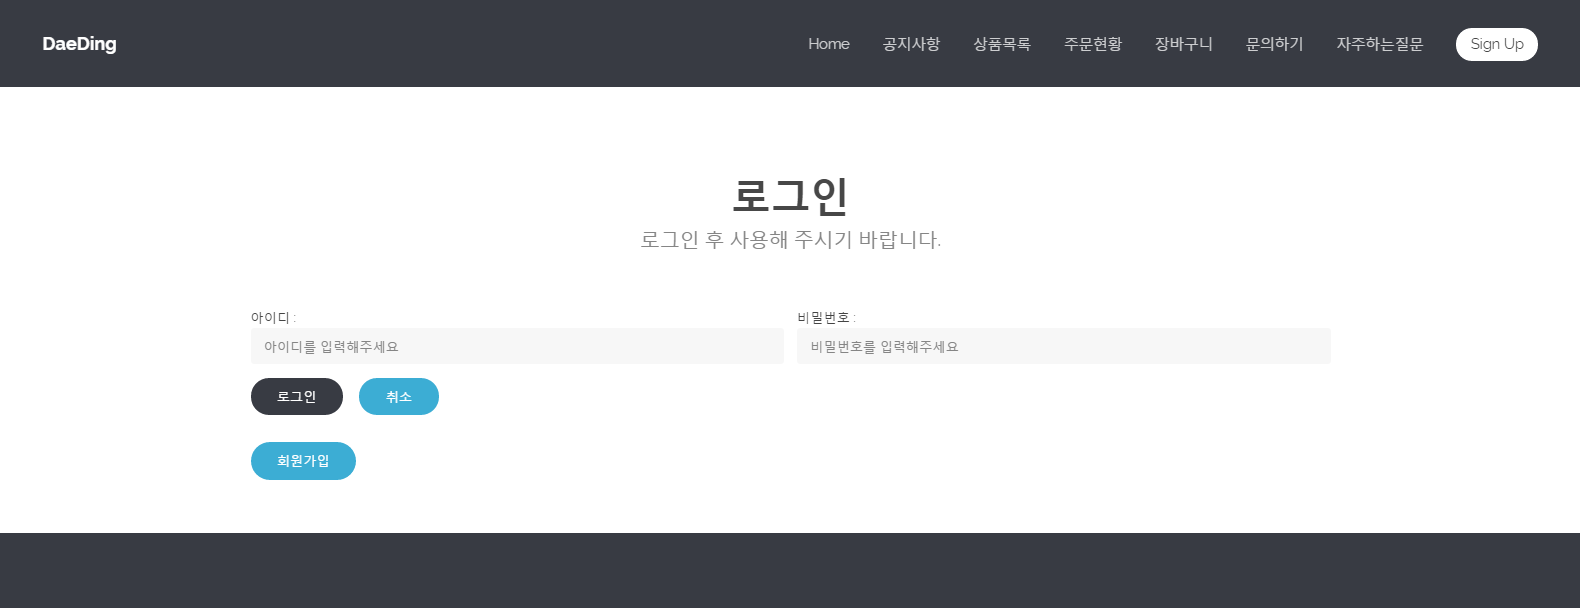 DaeDing
Home 공지사항 상품목록 주문현황 장바구니 문의하기 자주하는질문 Sign Up
로그인
로그인 후 사용해 주시기 바랍니다.
아이디 : 비밀번호 :
아이디를 입력해주세요 비밀번호를 입력해주세요
로그인 취소
회원가입